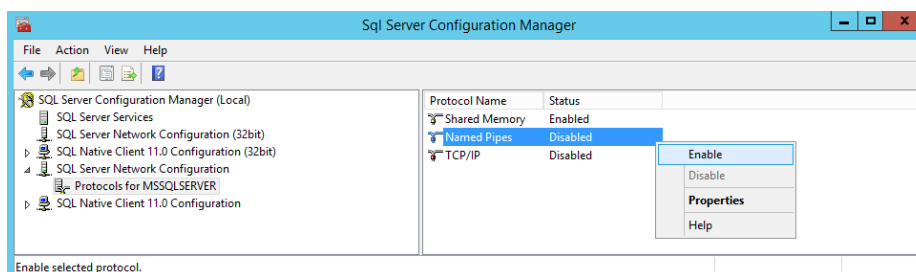 Sql Server Configuration Manager
File Action View Help
SQL Server Configuration Manager (Local)
SQL Server Services
SQL Server Network Configuration (32bit)
SQL Native Client 11.0 Configuration (32bit)
SQL Server Network Configuration
Protocols for MSSQLSERVER
SQL Native Client 11.0 Configuration
Protocol Name Status
Shared Memory Enabled
Named Pipes Disabled
TCP/IP Disabled
Enable
Disable
Properties
Help
Enable selected protocol.